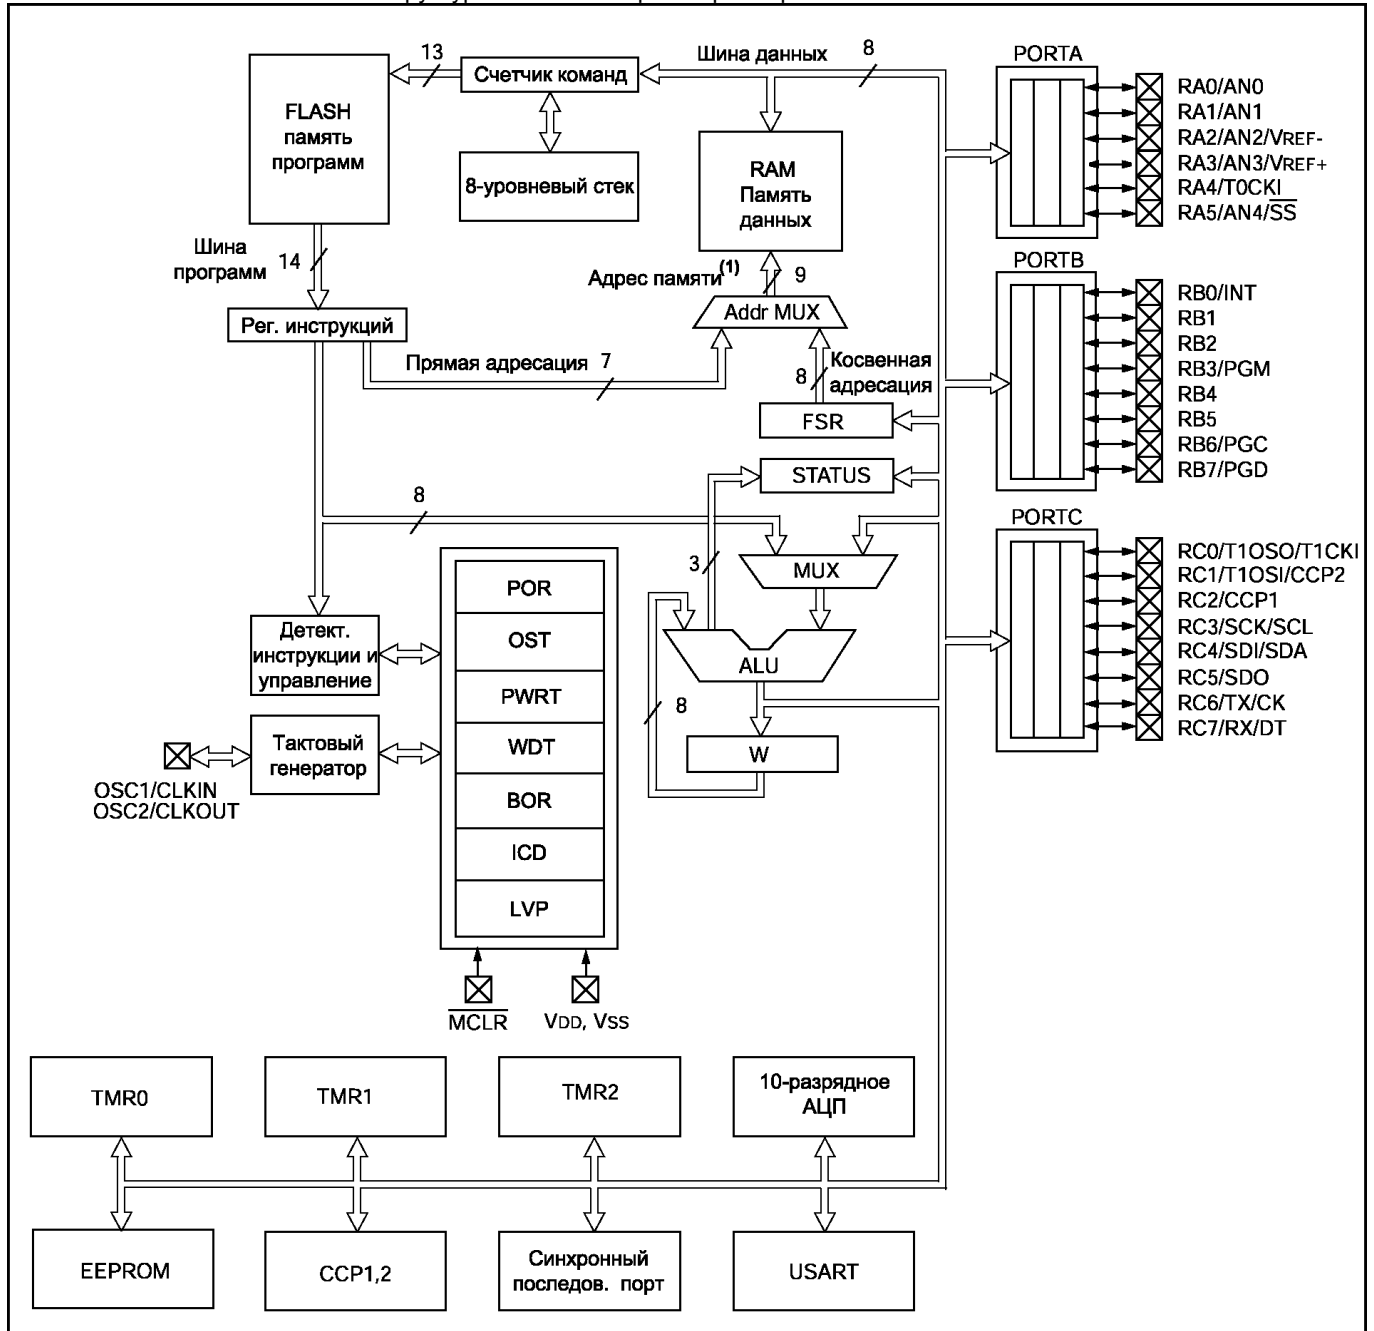 13
Счетчик команд
Шина данных
8
FLASH
память
программ
8-уровневый стек
RAM
Память
данных
Шина
программ
14
Адрес памяти(1)
9
Addr MUX
Рег. инструкций
Прямая адресация
7
8
Косвенная
адресация
FSR
STATUS
8
3
MUX
ALU
8
W
Детект.
инструкции и
управление
Тактовый
генератор
OSC1/CLKIN
OSC2/CLKOUT
POR
OST
PWRT
WDT
BOR
ICD
LVP
MCLR
VDD, VSS
PORTA
RA0/AN0
RA1/AN1
RA2/AN2/VREF-
RA3/AN3/VREF+
RA4/T0CKI
RA5/AN4/SS
PORTB
RB0/INT
RB1
RB2
RB3/PGM
RB4
RB5
RB6/PGC
RB7/PGD
PORTC
RC0/T1OSO/T1CKI
RC1/T1OSI/CCP2
RC2/CCP1
RC3/SCK/SCL
RC4/SDI/SDA
RC5/SDO
RC6/TX/CK
RC7/RX/DT
TMR0
TMR1
TMR2
10-разрядное
АЦП
EEPROM
CCP1,2
Синхронный
последов. порт
USART